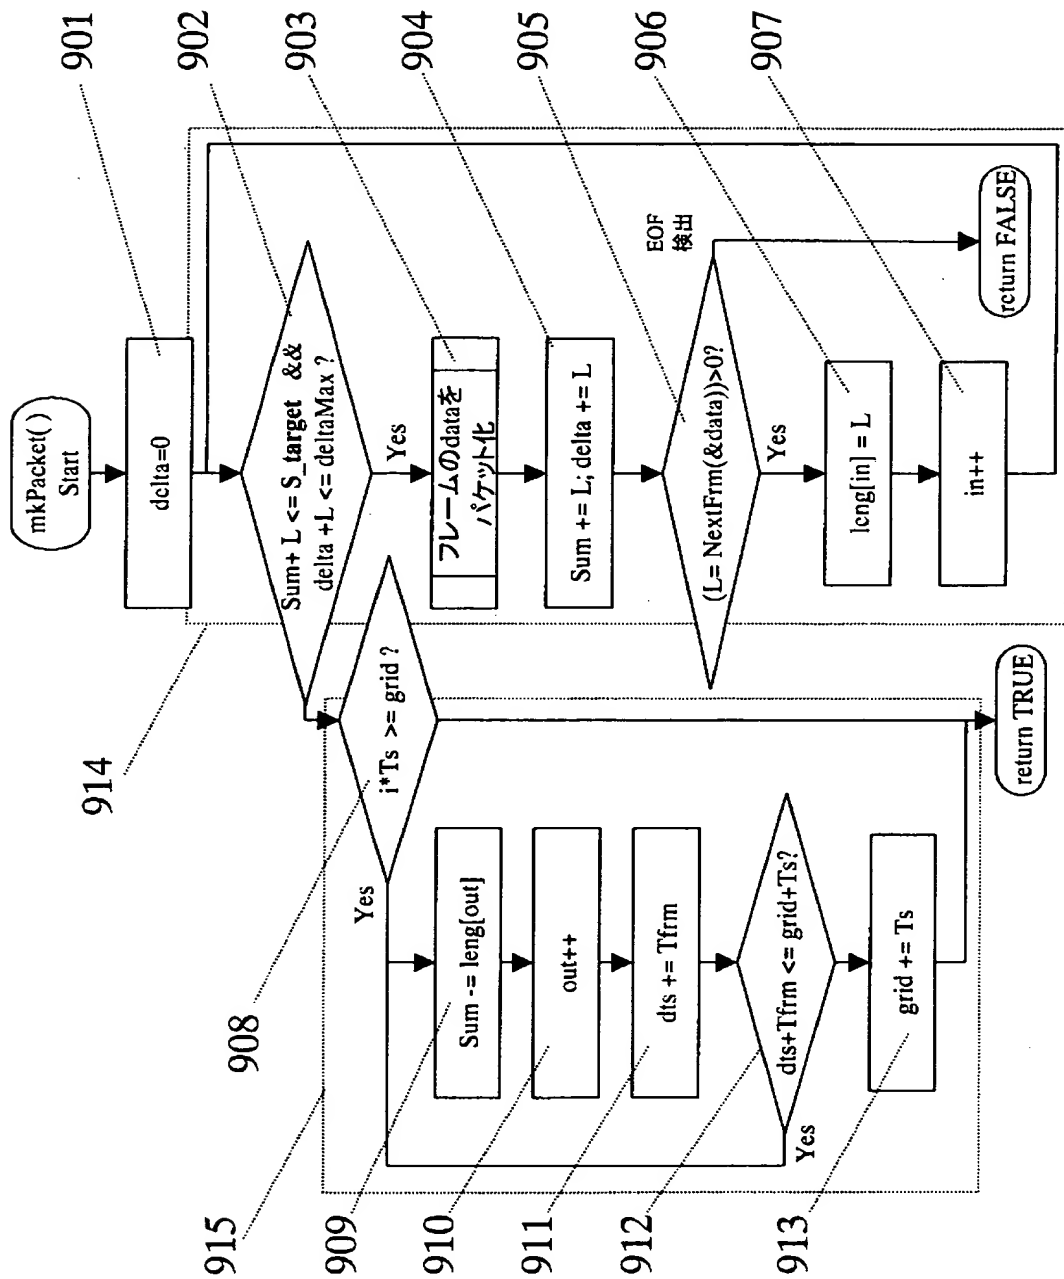 mkPacket()
Start
901
delta=0
902
Sum+ L <= S_target &&
delta +L <= deltaMax ?
Yes
903
フレームのdataを
パケット化
904
Sum += L; delta += L
905
(L= NextFrm(&data))>0?
EOF
検出
Yes
906
leng[in] = L
907
in++
return FALSE
914
908
i*Ts >= grid ?
Yes
915
909
Sum -= leng[out]
910
out++
911
dts += Tfrm
912
dts+Tfrm <= grid+Ts?
Yes
913
grid += Ts
return TRUE